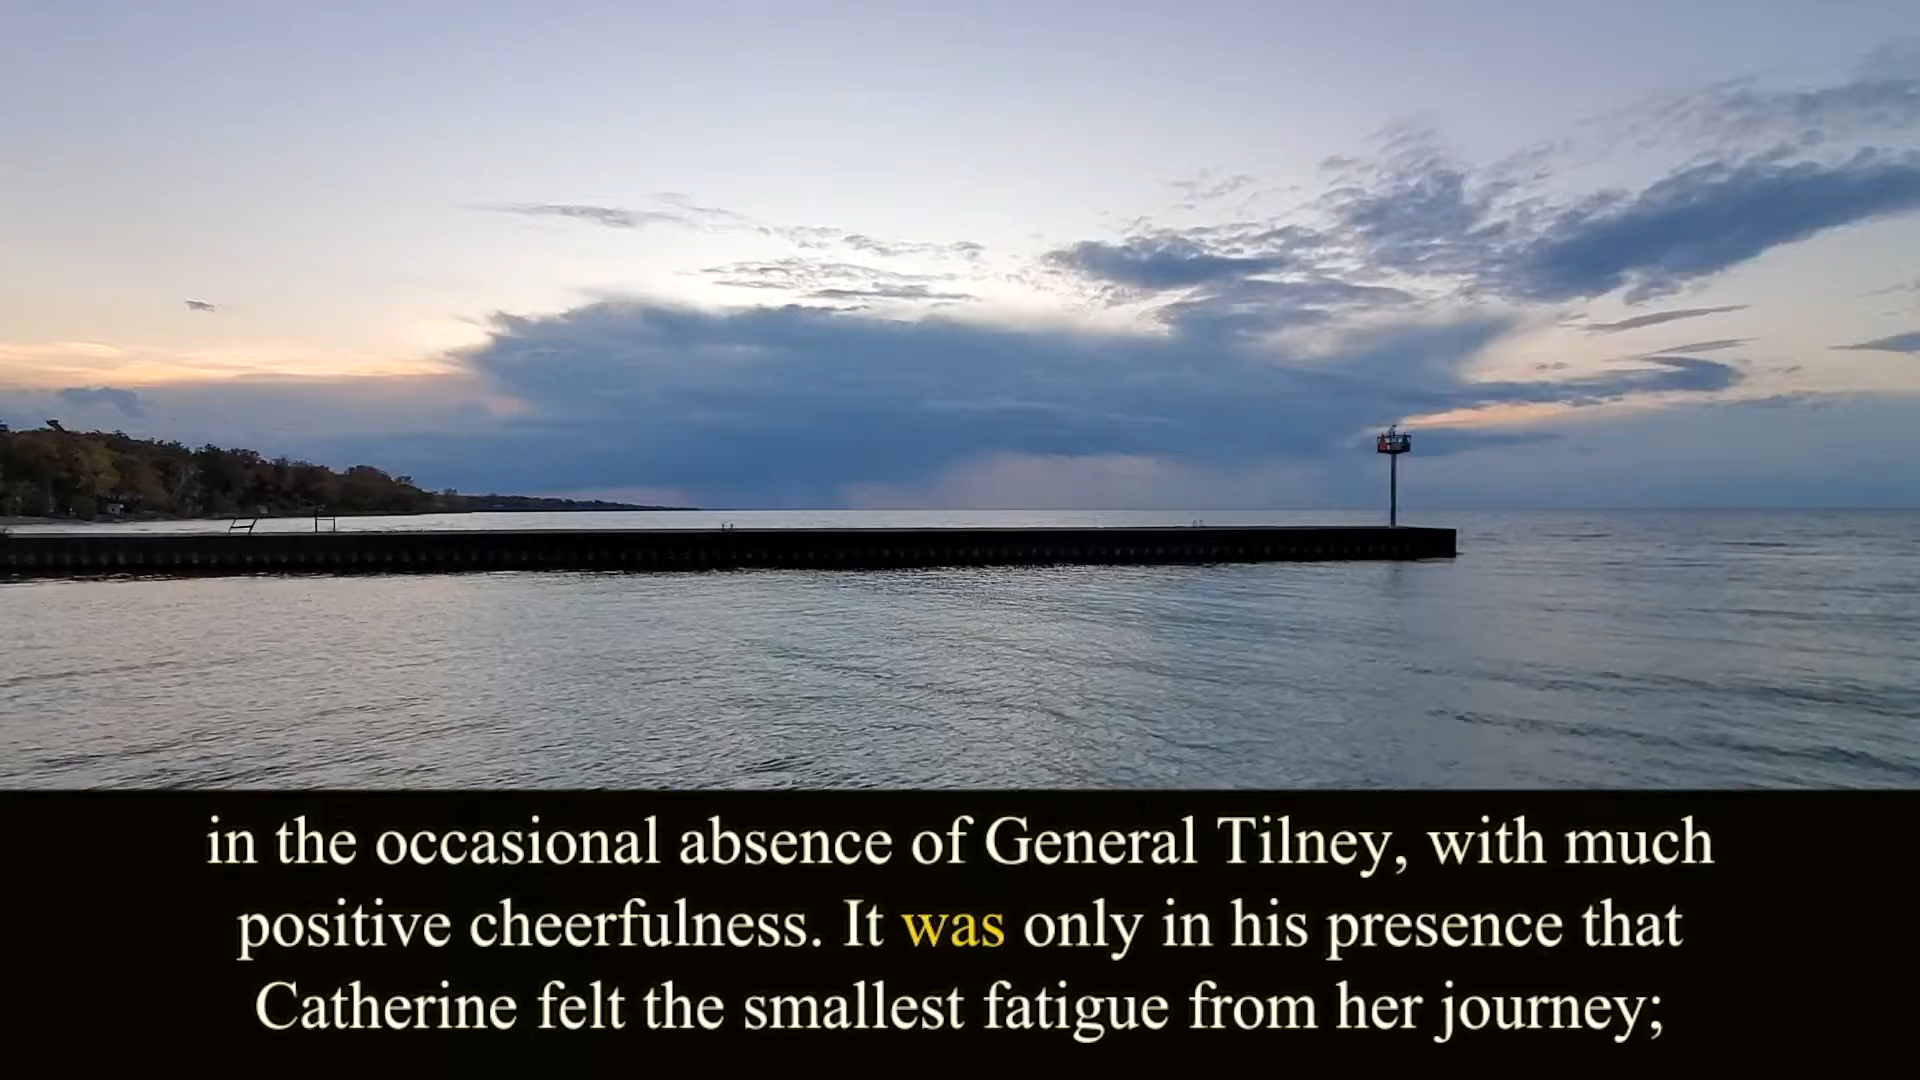 in the occasional absence of General Tilney, with much
positive cheerfulness. It was only in his presence that
Catherine felt the smallest fatigue from her journey;